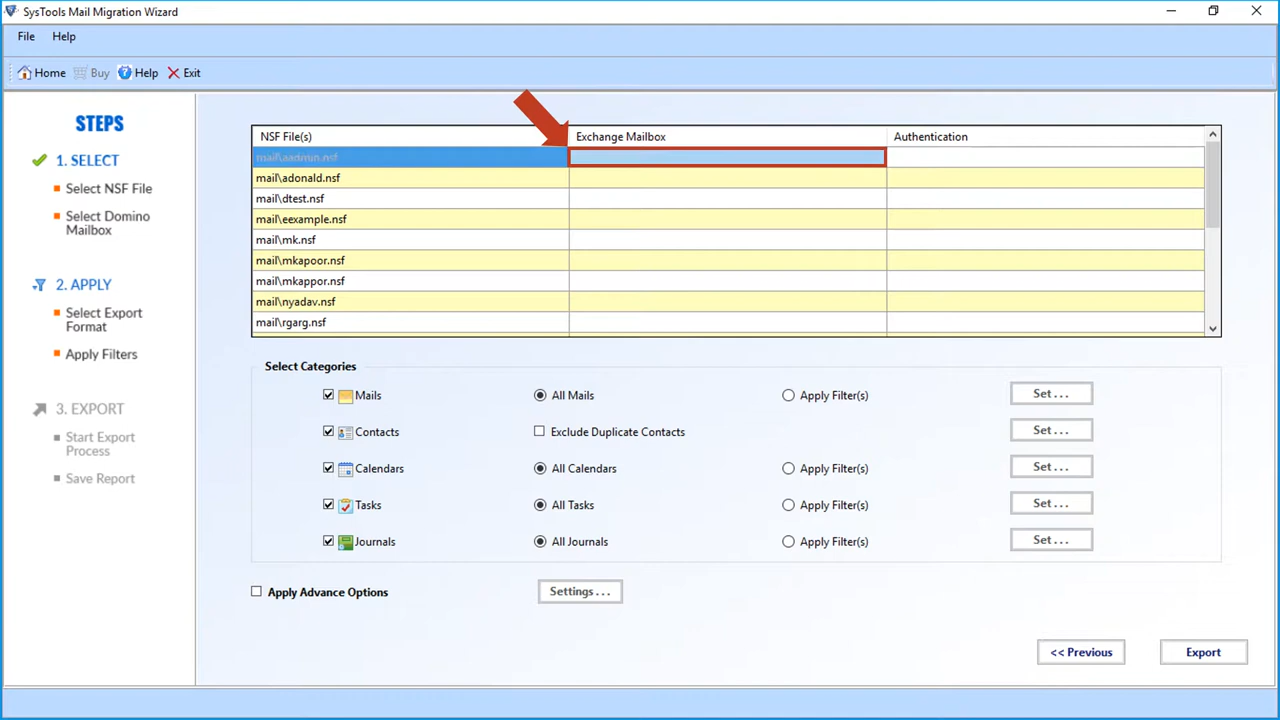 SysTools Mail Migration Wizard
File Help
Home Buy Help Exit
STEPS
1. SELECT
Select NSF File
Select Domino
Mailbox
2. APPLY
Select Export
Format
Apply Filters
3. EXPORT
Start Export
Process
Save Report
NSF File(s) Exchange Mailbox Authentication
mail\aadmin.nsf
mail\adonald.nsf
mail\dtest.nsf
mail\eexample.nsf
mail\mk.nsf
mail\mkapoor.nsf
mail\mkappor.nsf
mail\nyadav.nsf
mail\rgarg.nsf
Select Categories
Mails All Mails Apply Filter(s) Set . . .
Contacts Exclude Duplicate Contacts Set . . .
Calendars All Calendars Apply Filter(s) Set . . .
Tasks All Tasks Apply Filter(s) Set . . .
Journals All Journals Apply Filter(s) Set . . .
Apply Advance Options Settings . . .
<< Previous Export